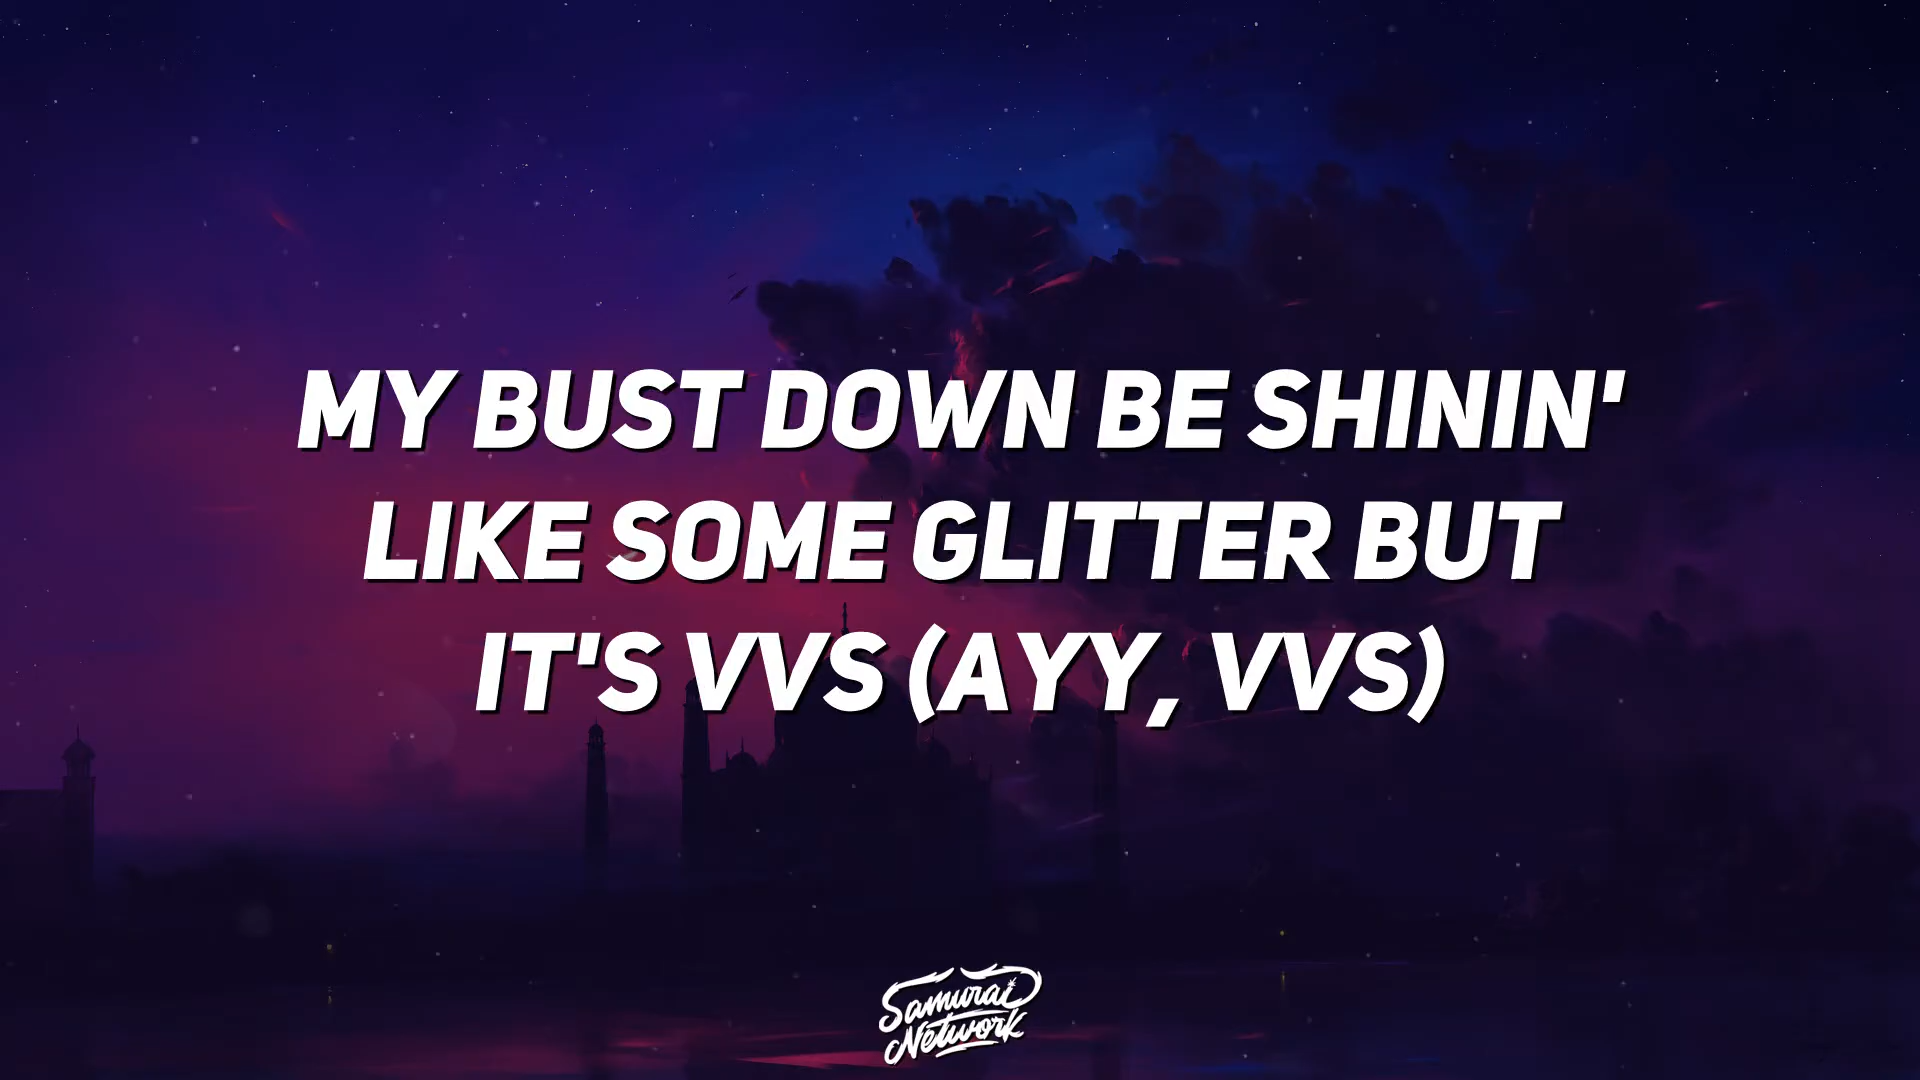 MY BUST DOWN BE SHININ'
LIKE SOME GLITTER BUT
IT'S VVS (AYY, VVS)
Samurai
Network